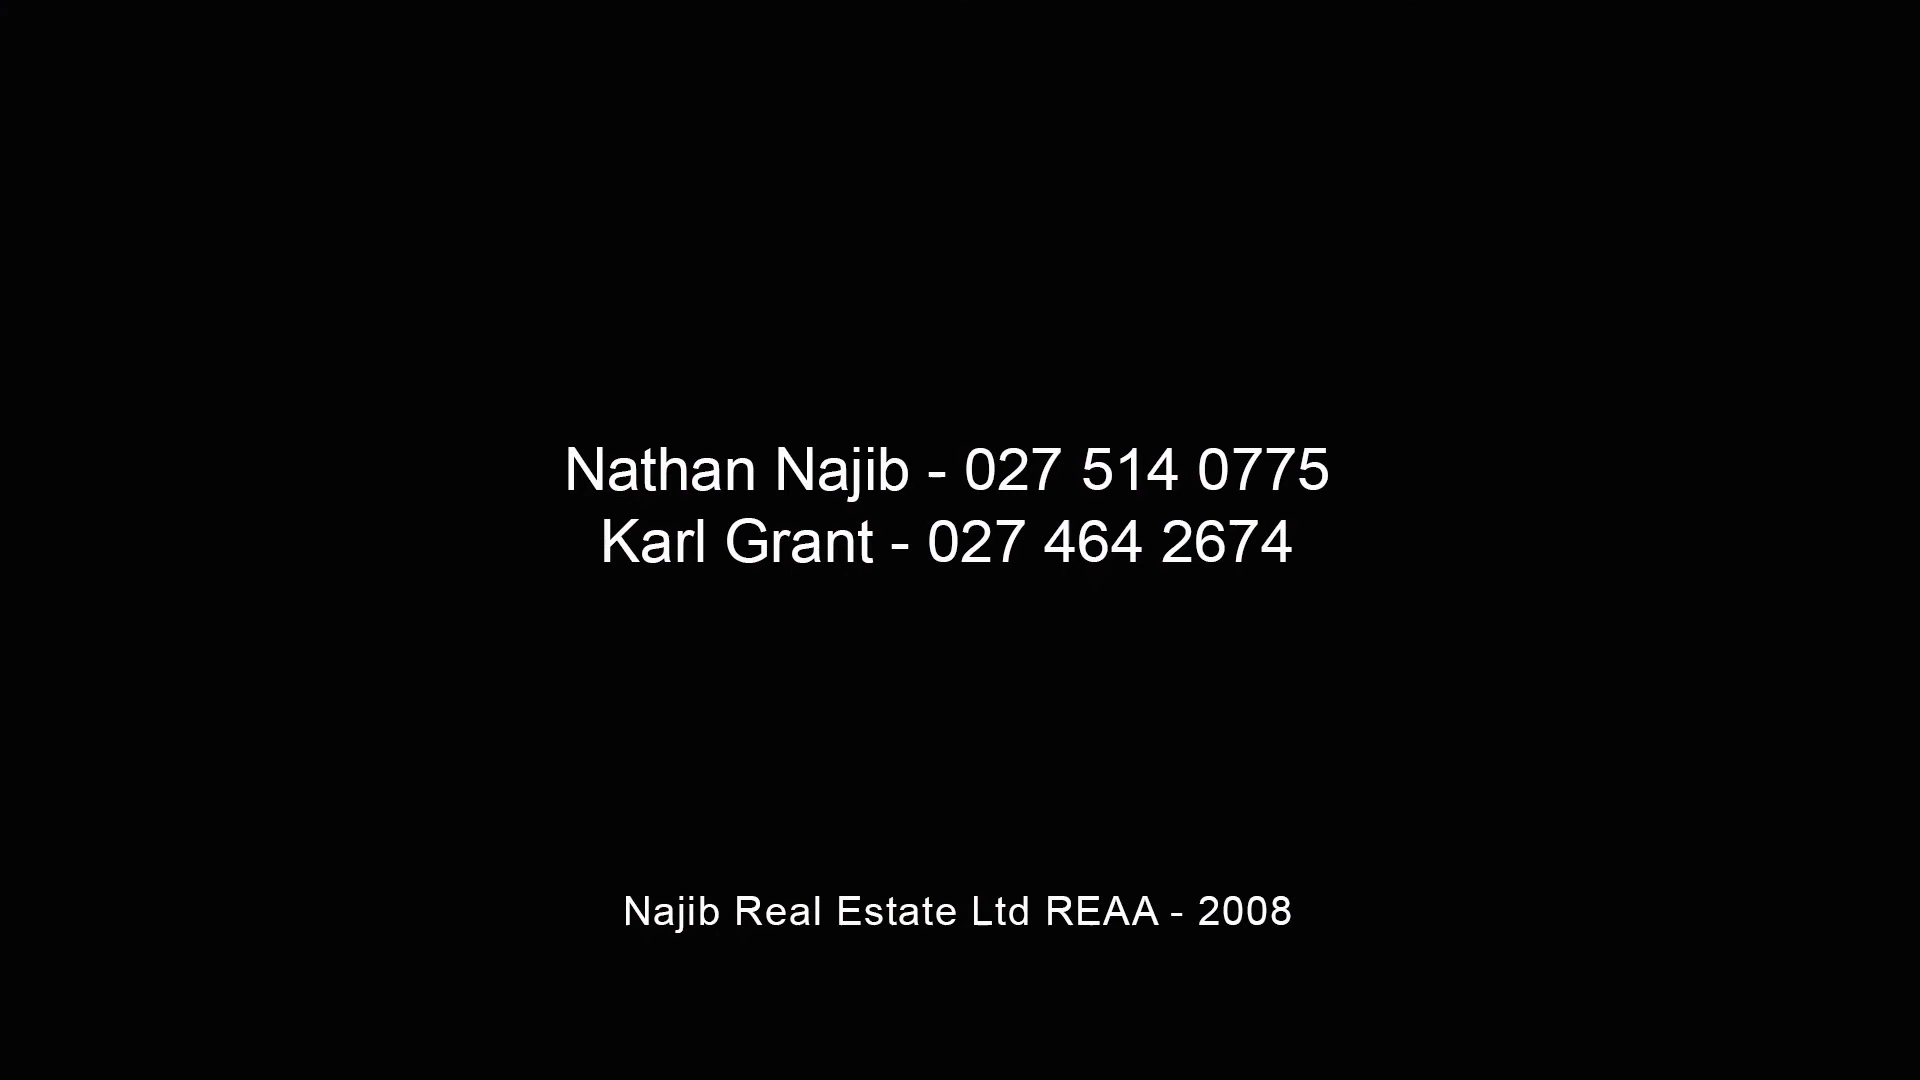 Nathan Najib - 027 514 0775
Karl Grant - 027 464 2674
Najib Real Estate Ltd REAA - 2008